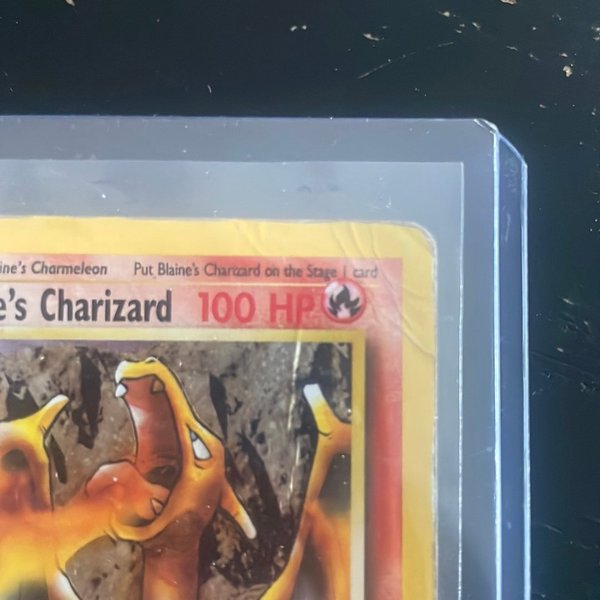 ine's Charmeleon Put Blaine's Charizard on the Stage 1 card
e's Charizard 100 HP